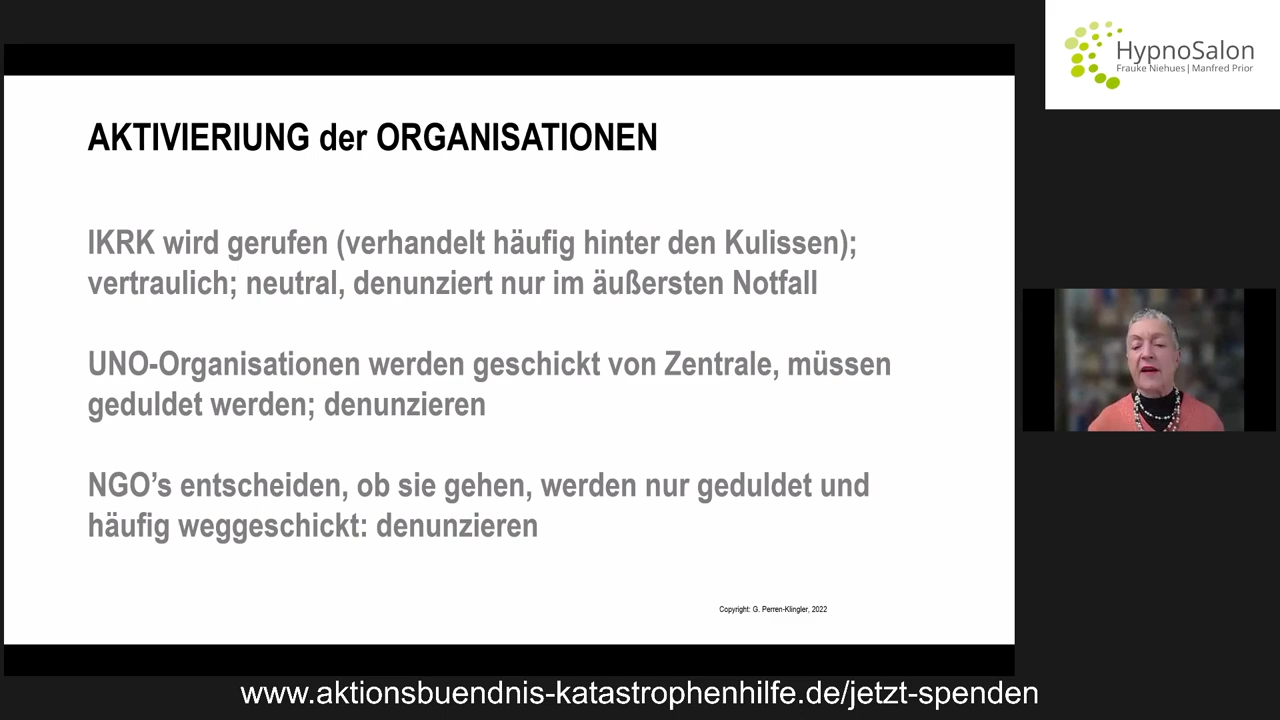 HypnoSalon
Frauke Niehues | Manfred Prior
AKTIVIERIUNG der ORGANISATIONEN
IKRK wird gerufen (verhandelt häufig hinter den Kulissen);
vertraulich; neutral, denunziert nur im äußersten Notfall
UNO-Organisationen werden geschickt von Zentrale, müssen
geduldet werden; denunzieren
NGO’s entscheiden, ob sie gehen, werden nur geduldet und
häufig weggeschickt: denunzieren
Copyright: G. Perren-Klingler, 2022
www.aktionsbuendnis-katastrophenhilfe.de/jetzt-spenden